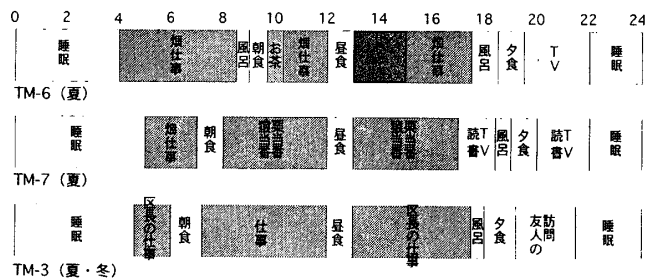 0 2 4 6 8 10 12 14 16 18 20 22 24
睡眠 畑仕事 風呂 朝食 お茶 畑仕事 昼食 畑仕事 風呂 夕食 TV 睡眠
TM-6(夏)
睡眠 畑仕事 朝食 昼食 読書TV 風呂 夕食 読書TV 睡眠
TM-7(夏)
睡眠 区長の仕事 朝食 仕事 昼食 区長の仕事 風呂 夕食 友人の訪問 睡眠
TM-3(夏・冬)